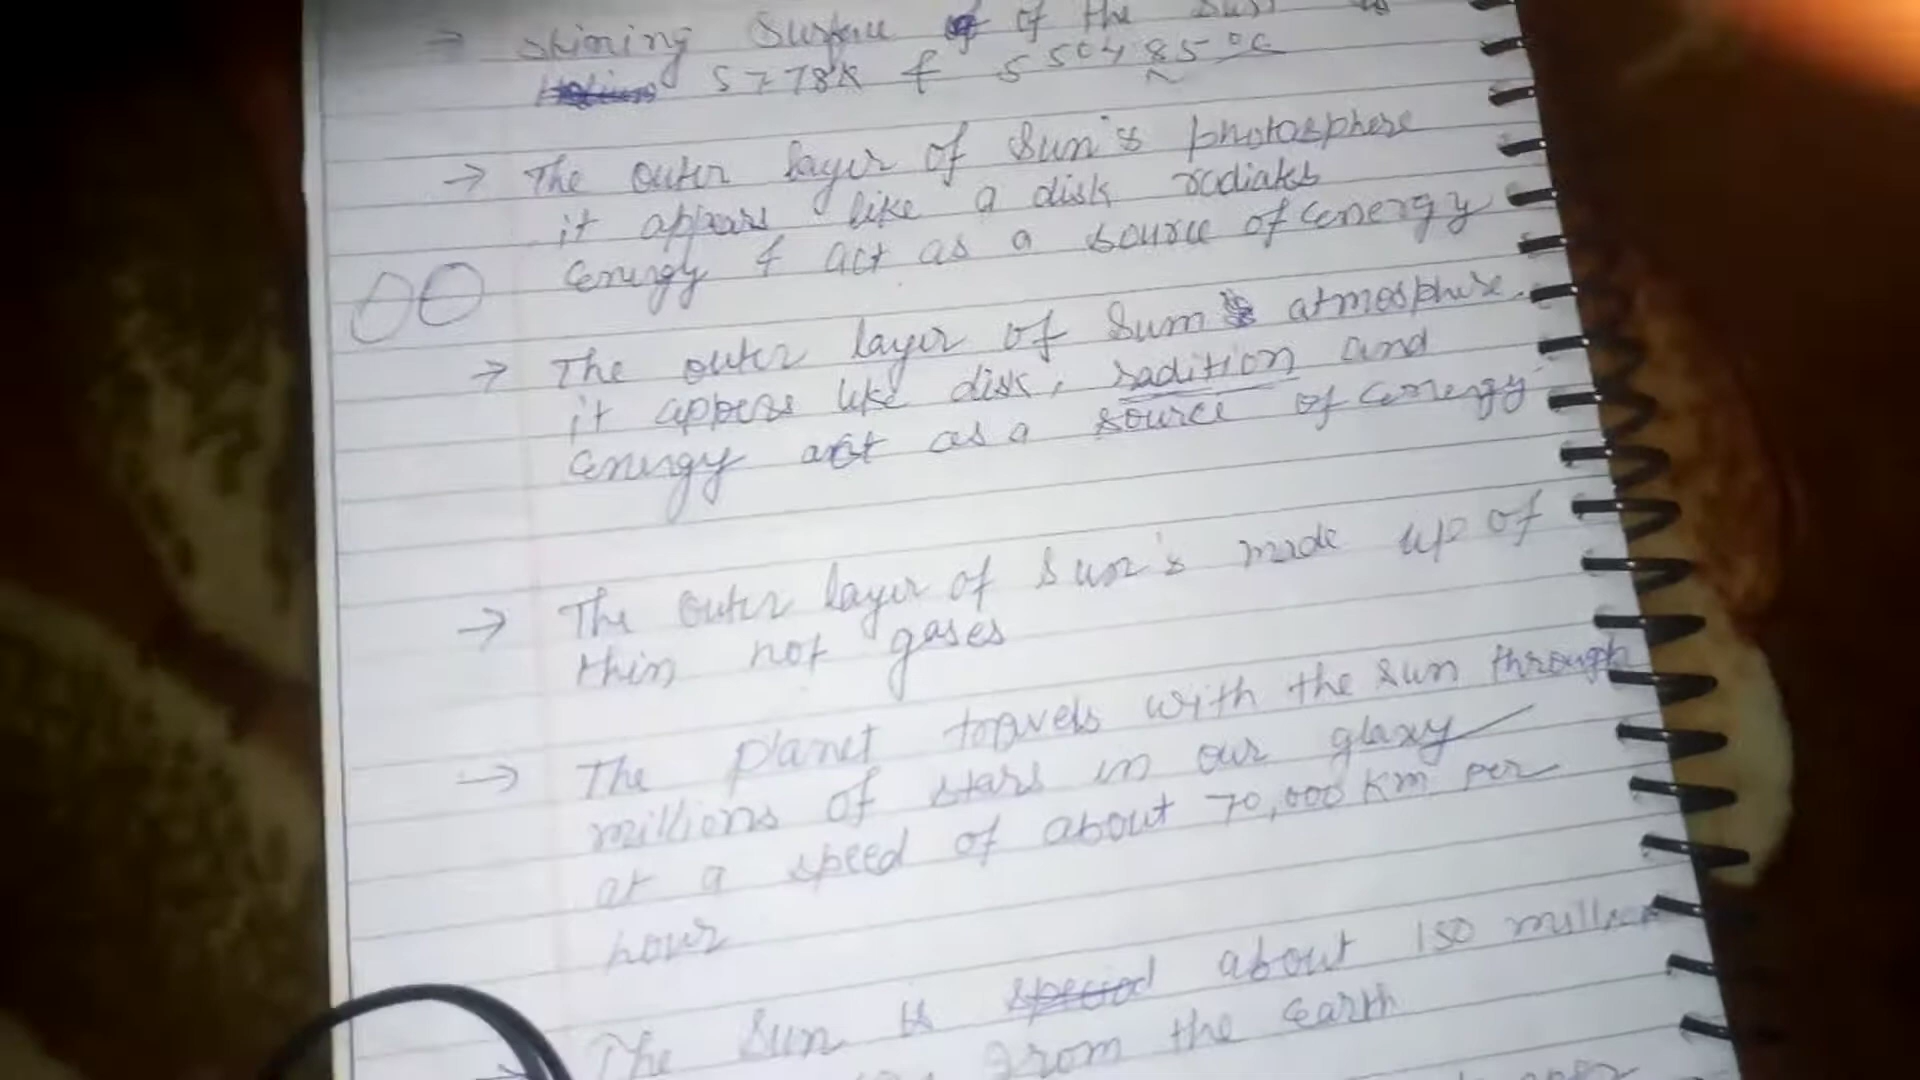 → shining surface of of the sun is
5778K & 5504.85 °C
→ The outer layer of Sun's photosphere
it appears like a disk radiates
energy & act as a source of energy
→ The outer layer of Sum's atmosphere.
it appers like disk, radition and
energy act as a source of energy
→ The outer layer of Sun's made up of
thin hot gases
→ The planet travels with the sun through
millions of stars in our glaxy
at a speed of about 70,000 Km per
hour
The Sun is about 150 million
from the earth